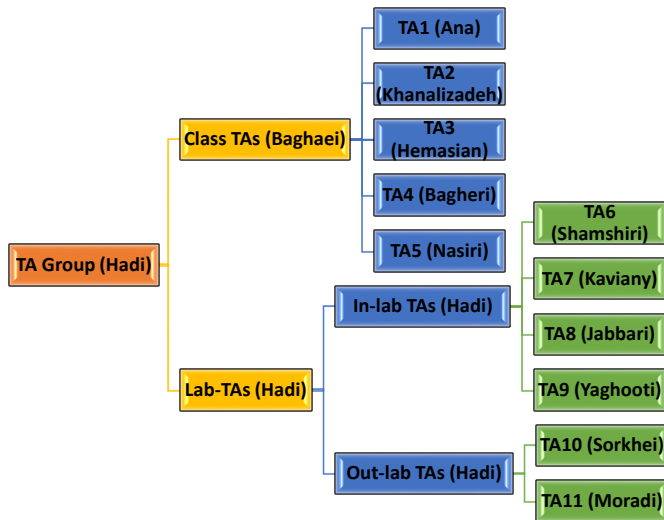 TA Group (Hadi)
Class TAs (Baghaei)
TA1 (Ana)
TA2
(Khanalizadeh)
TA3
(Hemasian)
TA4 (Bagheri)
TA5 (Nasiri)
Lab-TAs (Hadi)
In-lab TAs (Hadi)
TA6
(Shamshiri)
TA7 (Kaviany)
TA8 (Jabbari)
TA9 (Yaghooti)
Out-lab TAs (Hadi)
TA10 (Sorkhei)
TA11 (Moradi)